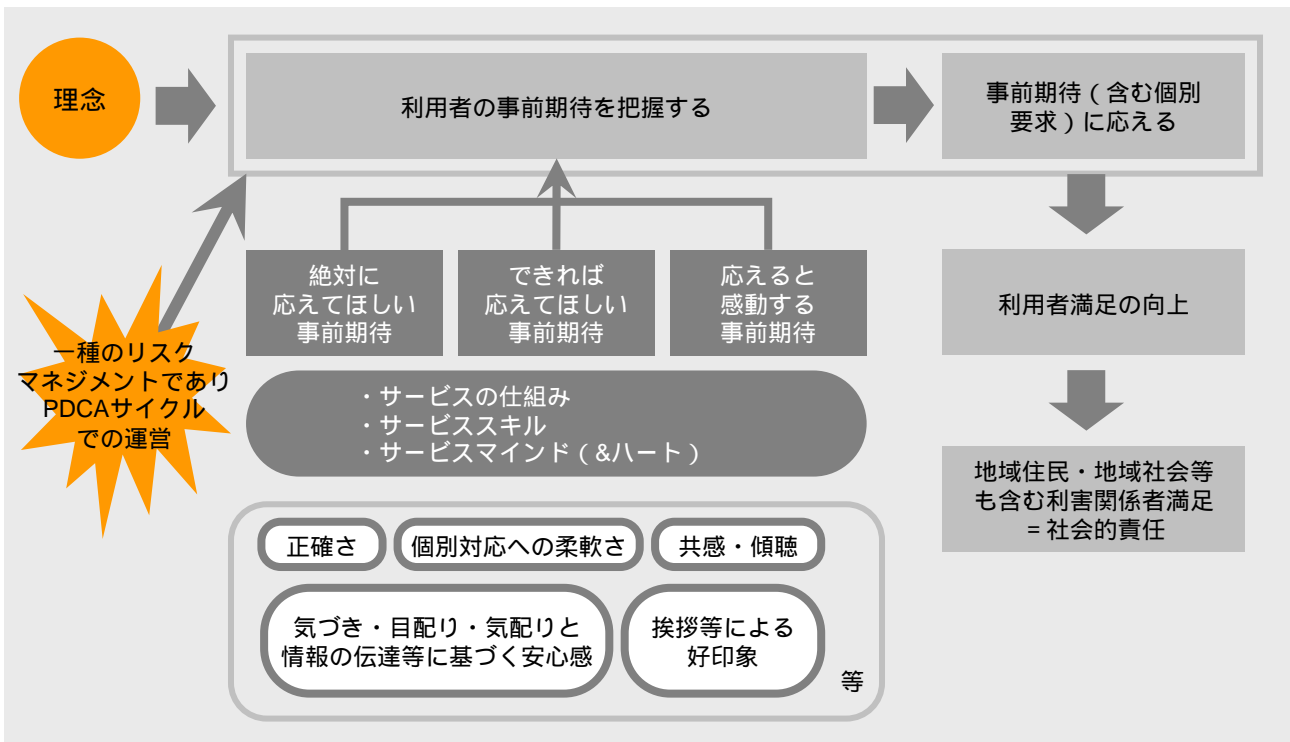 理念
利用者の事前期待を把握する
事前期待（含む個別
要求）に応える
絶対に
応えてほしい
事前期待
できれば
応えてほしい
事前期待
応えると
感動する
事前期待
利用者満足の向上
一種のリスク
マネジメントであり
PDCAサイクル
での運営
・サービスの仕組み
・サービススキル
・サービスマインド（&ハート）
地域住民・地域社会等
も含む利害関係者満足
=社会的責任
正確さ
個別対応への柔軟さ
共感・傾聴
気づき・目配り・気配りと
情報の伝達等に基づく安心感
挨拶等による
好印象
等